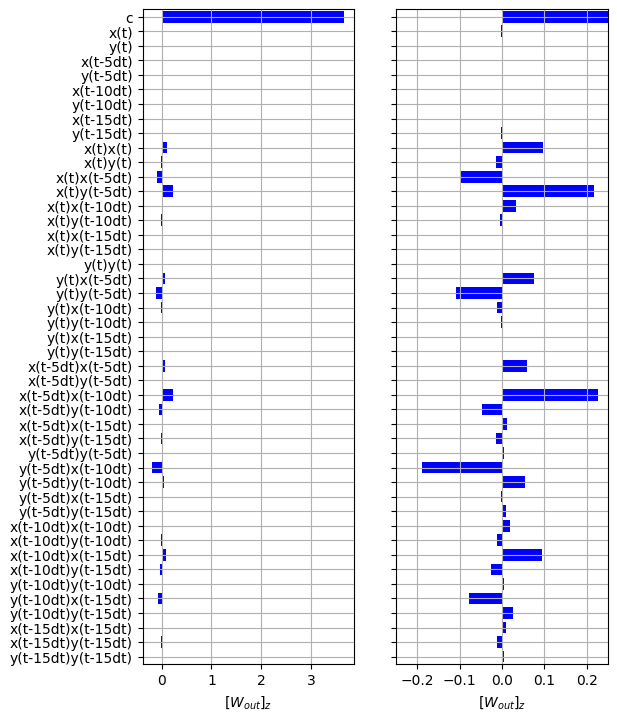 c
x(t)
y(t)
x(t-5dt)
y(t-5dt)
x(t-10dt)
y(t-10dt)
x(t-15dt)
y(t-15dt)
x(t)x(t)
x(t)y(t)
x(t)x(t-5dt)
x(t)y(t-5dt)
x(t)x(t-10dt)
x(t)y(t-10dt)
x(t)x(t-15dt)
x(t)y(t-15dt)
y(t)y(t)
y(t)x(t-5dt)
y(t)y(t-5dt)
y(t)x(t-10dt)
y(t)y(t-10dt)
y(t)x(t-15dt)
y(t)y(t-15dt)
x(t-5dt)x(t-5dt)
x(t-5dt)y(t-5dt)
x(t-5dt)x(t-10dt)
x(t-5dt)y(t-10dt)
x(t-5dt)x(t-15dt)
x(t-5dt)y(t-15dt)
y(t-5dt)y(t-5dt)
y(t-5dt)x(t-10dt)
y(t-5dt)y(t-10dt)
y(t-5dt)x(t-15dt)
y(t-5dt)y(t-15dt)
x(t-10dt)x(t-10dt)
x(t-10dt)y(t-10dt)
x(t-10dt)x(t-15dt)
x(t-10dt)y(t-15dt)
y(t-10dt)y(t-10dt)
y(t-10dt)x(t-15dt)
y(t-10dt)y(t-15dt)
x(t-15dt)x(t-15dt)
x(t-15dt)y(t-15dt)
y(t-15dt)y(t-15dt)
0 1 2 3
[W_out]_z
−0.2 −0.1 0.0 0.1 0.2
[W_out]_z